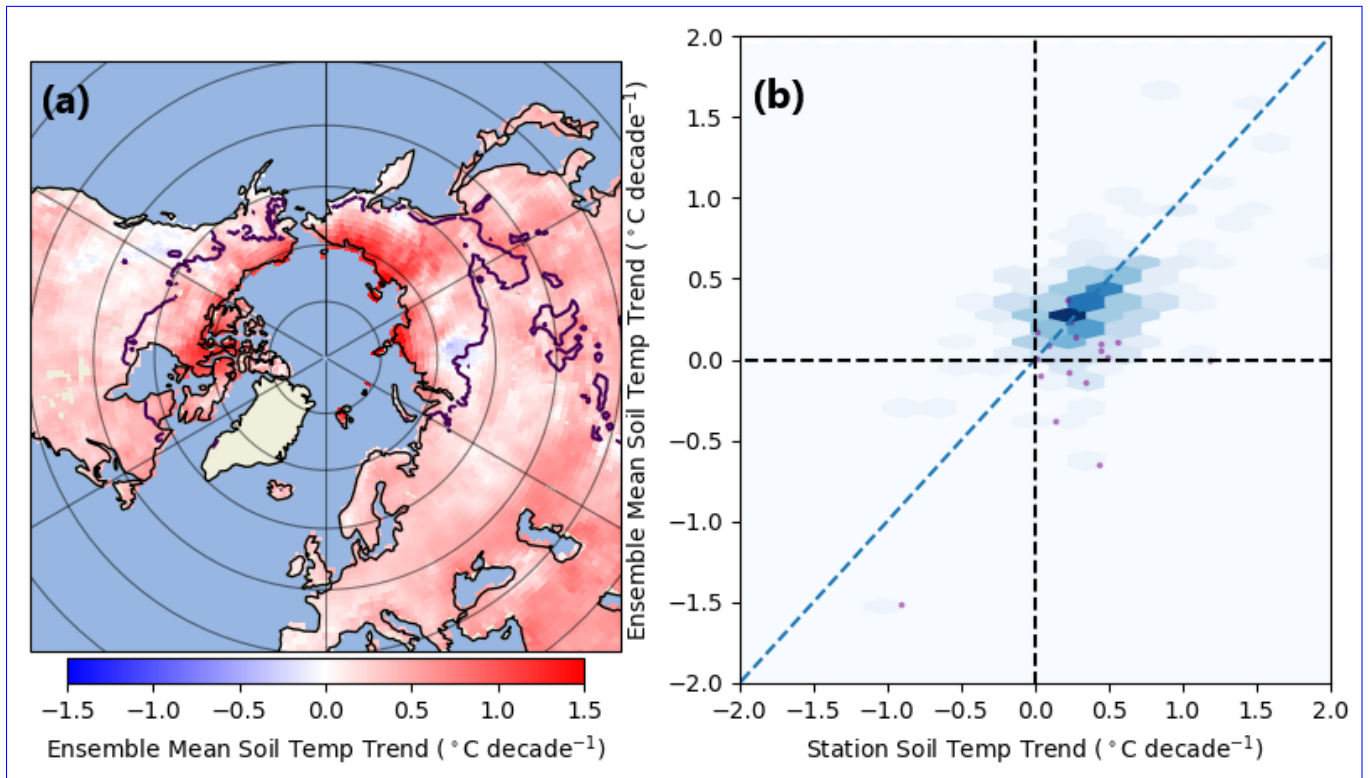 (a)
−1.5 −1.0 −0.5 0.0 0.5 1.0 1.5
Ensemble Mean Soil Temp Trend (°C decade⁻¹)
Ensemble Mean Soil Temp Trend (°C decade⁻¹)
(b)
2.0
1.5
1.0
0.5
0.0
−0.5
−1.0
−1.5
−2.0
−2.0 −1.5 −1.0 −0.5 0.0 0.5 1.0 1.5 2.0
Station Soil Temp Trend (°C decade⁻¹)